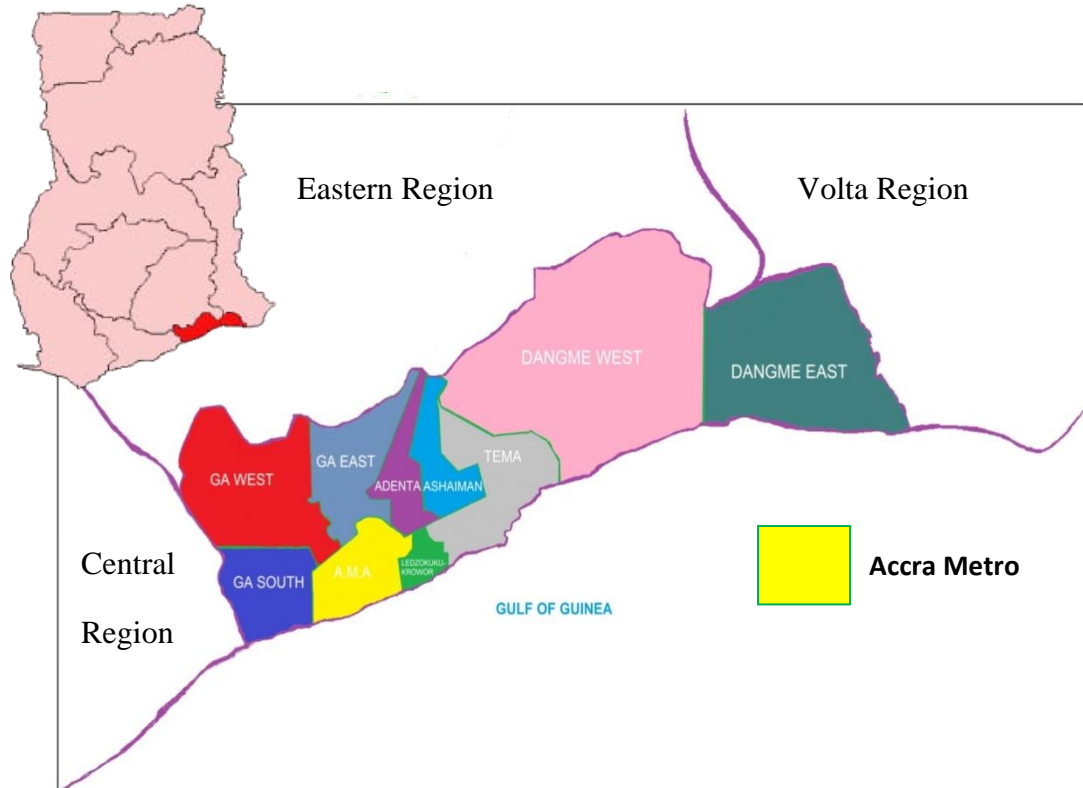 Eastern Region
Volta Region
DANGME WEST
DANGME EAST
GA WEST
GA EAST
TEMA
ADENTA
ASHAIMAN
Central
Region
GA SOUTH
A.M.A
LEDZOKUKU-
KROWOR
Accra Metro
GULF OF GUINEA